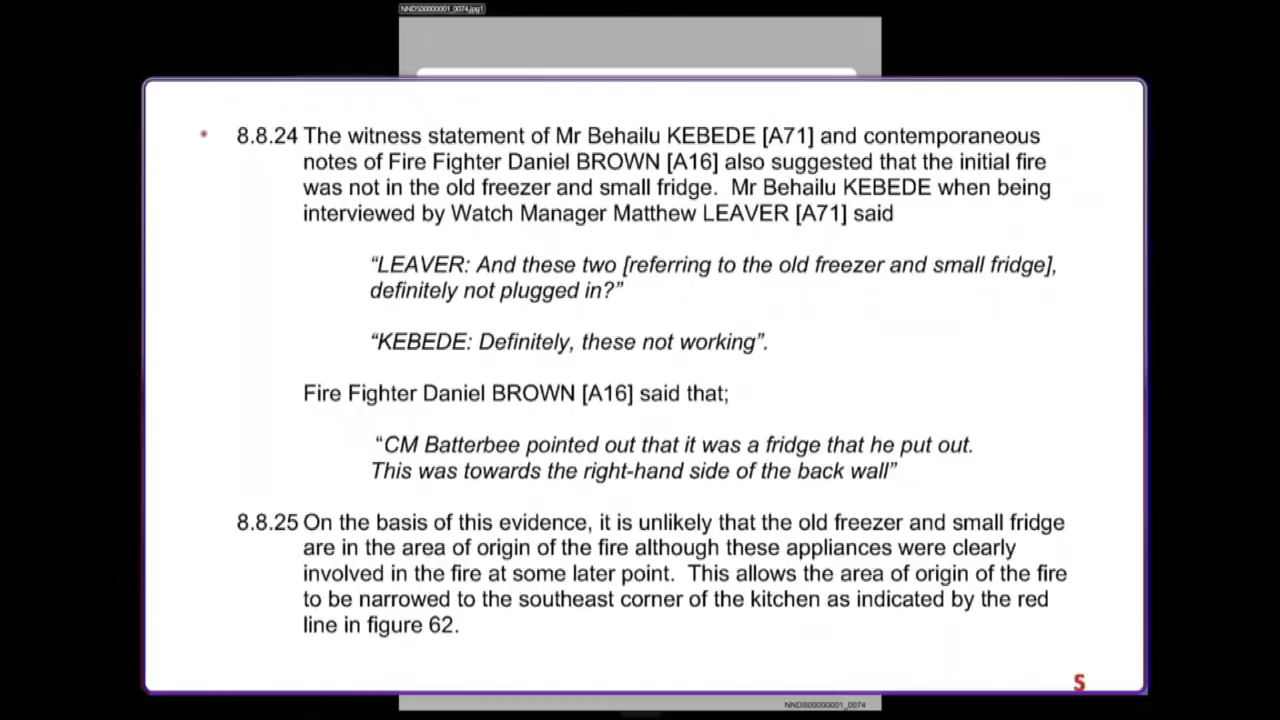 NNDS00000001_0074.jpg1
8.8.24 The witness statement of Mr Behailu KEBEDE [A71] and contemporaneous
notes of Fire Fighter Daniel BROWN [A16] also suggested that the initial fire
was not in the old freezer and small fridge. Mr Behailu KEBEDE when being
interviewed by Watch Manager Matthew LEAVER [A71] said
“LEAVER: And these two [referring to the old freezer and small fridge],
definitely not plugged in?”
“KEBEDE: Definitely, these not working”.
Fire Fighter Daniel BROWN [A16] said that;
“CM Batterbee pointed out that it was a fridge that he put out.
This was towards the right-hand side of the back wall”
8.8.25 On the basis of this evidence, it is unlikely that the old freezer and small fridge
are in the area of origin of the fire although these appliances were clearly
involved in the fire at some later point. This allows the area of origin of the fire
to be narrowed to the southeast corner of the kitchen as indicated by the red
line in figure 62.
S
NNDS00000001_0074